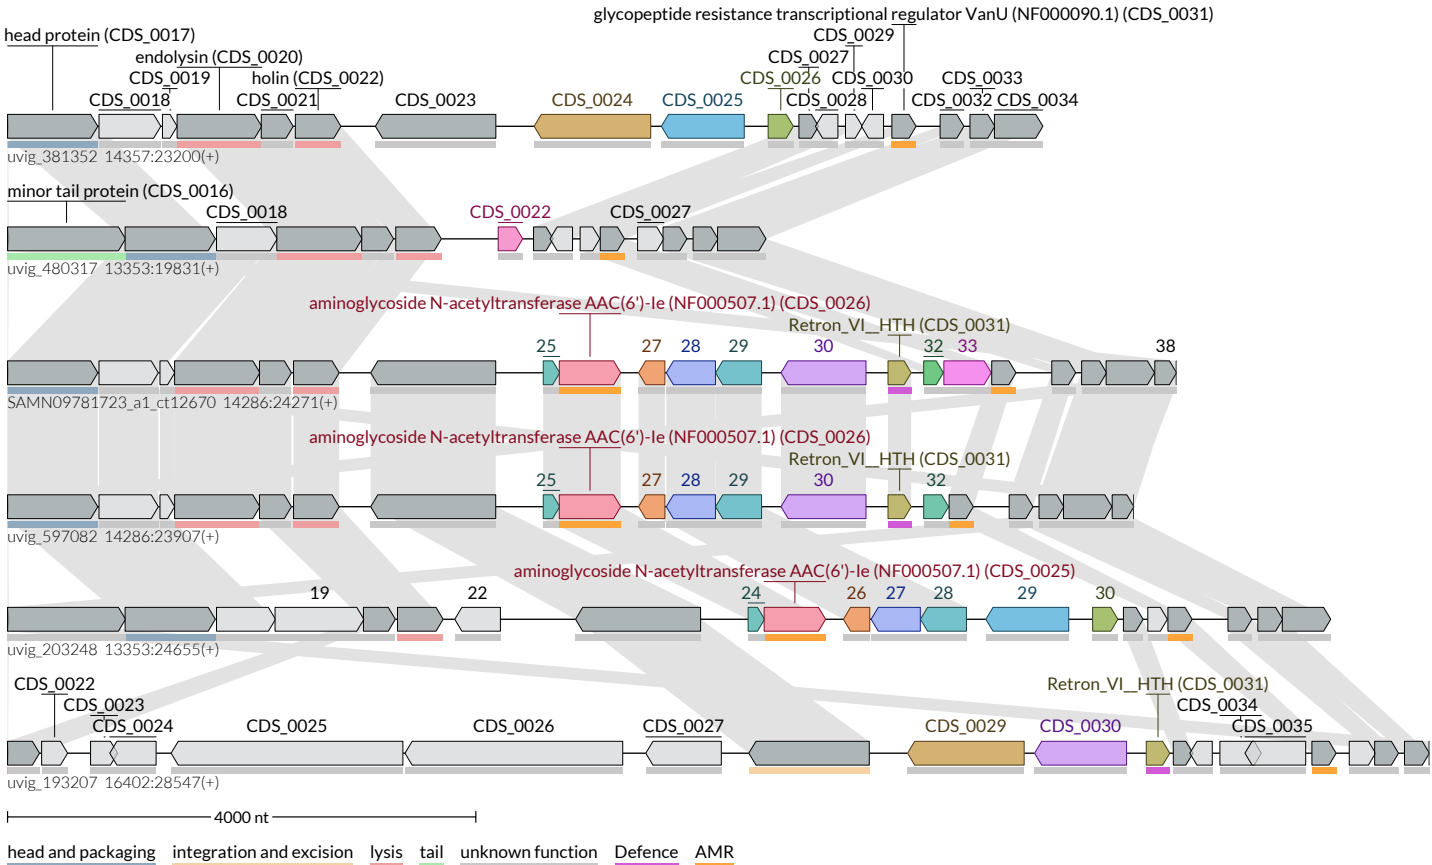 glycopeptide resistance transcriptional regulator VanU (NF000090.1) (CDS_0031)
head protein (CDS_0017)
CDS_0029
endolysin (CDS_0020)
CDS_0027
CDS_0019
holin (CDS_0022)
CDS_0026
CDS_0030
CDS_0033
CDS_0018
CDS_0021
CDS_0023
CDS_0024
CDS_0025
CDS_0028
CDS_0032
CDS_0034
uvig_381352 14357:23200(+)
minor tail protein (CDS_0016)
CDS_0018
CDS_0022
CDS_0027
uvig_480317 13353:19831(+)
aminoglycoside N-acetyltransferase AAC(6')-Ie (NF000507.1) (CDS_0026)
Retron_VI__HTH (CDS_0031)
25 27 28 29 30 32 33 38
SAMN09781723_a1_ct12670 14286:24271(+)
aminoglycoside N-acetyltransferase AAC(6')-Ie (NF000507.1) (CDS_0026)
Retron_VI__HTH (CDS_0031)
25 27 28 29 30 32
uvig_597082 14286:23907(+)
aminoglycoside N-acetyltransferase AAC(6')-Ie (NF000507.1) (CDS_0025)
19 22 24 26 27 28 29 30
uvig_203248 13353:24655(+)
CDS_0022
Retron_VI__HTH (CDS_0031)
CDS_0023
CDS_0034
CDS_0024
CDS_0025
CDS_0026
CDS_0027
CDS_0029
CDS_0030
CDS_0035
uvig_193207 16402:28547(+)
4000 nt
head and packaging integration and excision lysis tail unknown function Defence AMR